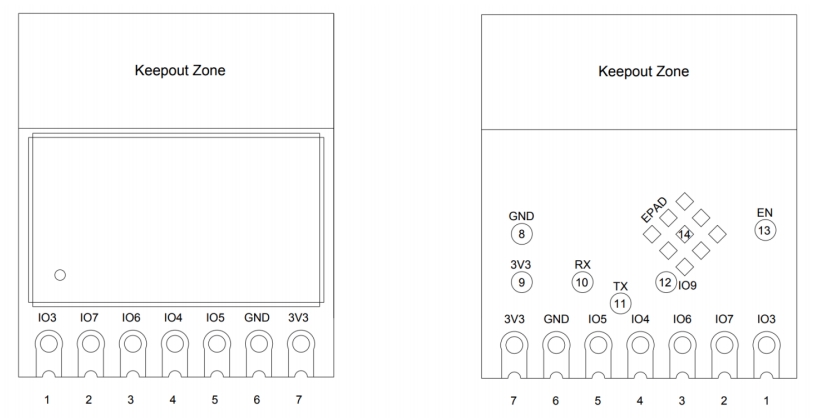 Keepout Zone
IO3 IO7 IO6 IO4 IO5 GND 3V3
1 2 3 4 5 6 7
Keepout Zone
EPAD
GND
8
14
EN
13
3V3
9
RX
10
TX
11
12 IO9
3V3 GND IO5 IO4 IO6 IO7 IO3
7 6 5 4 3 2 1